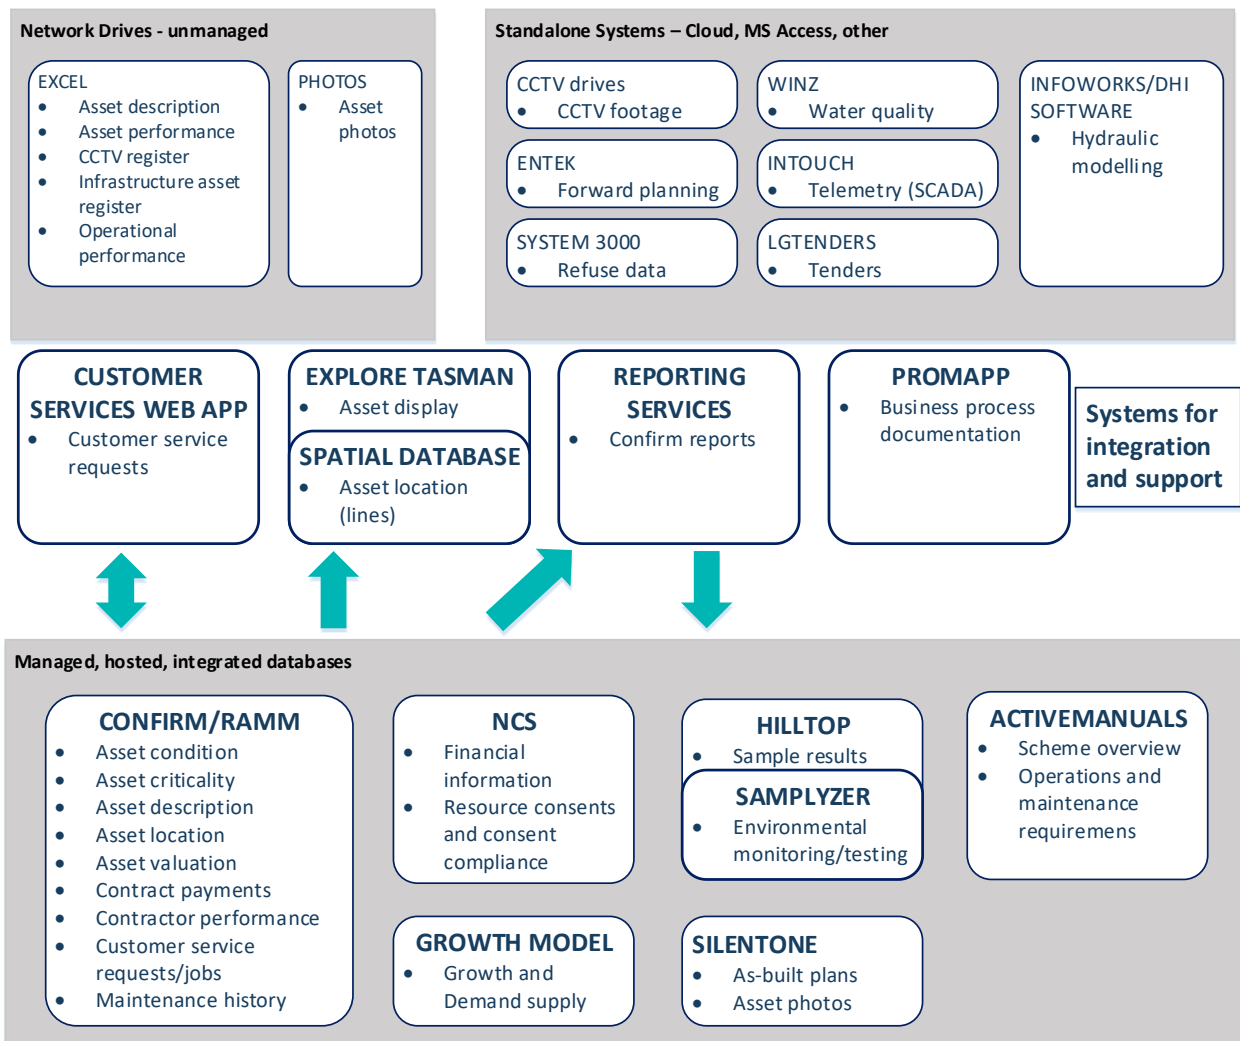 Network Drives - unmanaged
EXCEL
• Asset description
• Asset performance
• CCTV register
• Infrastructure asset
register
• Operational
performance
PHOTOS
• Asset
photos
Standalone Systems – Cloud, MS Access, other
CCTV drives
• CCTV footage
WINZ
• Water quality
INFOWORKS/DHI
SOFTWARE
• Hydraulic
modelling
ENTEK
• Forward planning
INTOUCH
• Telemetry (SCADA)
SYSTEM 3000
• Refuse data
LGTENDERS
• Tenders
CUSTOMER
SERVICES WEB APP
• Customer service
requests
EXPLORE TASMAN
• Asset display
SPATIAL DATABASE
• Asset location
(lines)
REPORTING
SERVICES
• Confirm reports
PROMAPP
• Business process
documentation
Systems for
integration
and support
Managed, hosted, integrated databases
CONFIRM/RAMM
• Asset condition
• Asset criticality
• Asset description
• Asset location
• Asset valuation
• Contract payments
• Contractor performance
• Customer service
requests/jobs
• Maintenance history
NCS
• Financial
information
• Resource consents
and consent
compliance
HILLTOP
• Sample results
SAMPLYZER
• Environmental
monitoring/testing
ACTIVEMANUALS
• Scheme overview
• Operations and
maintenance
requiremens
GROWTH MODEL
• Growth and
Demand supply
SILENTONE
• As-built plans
• Asset photos